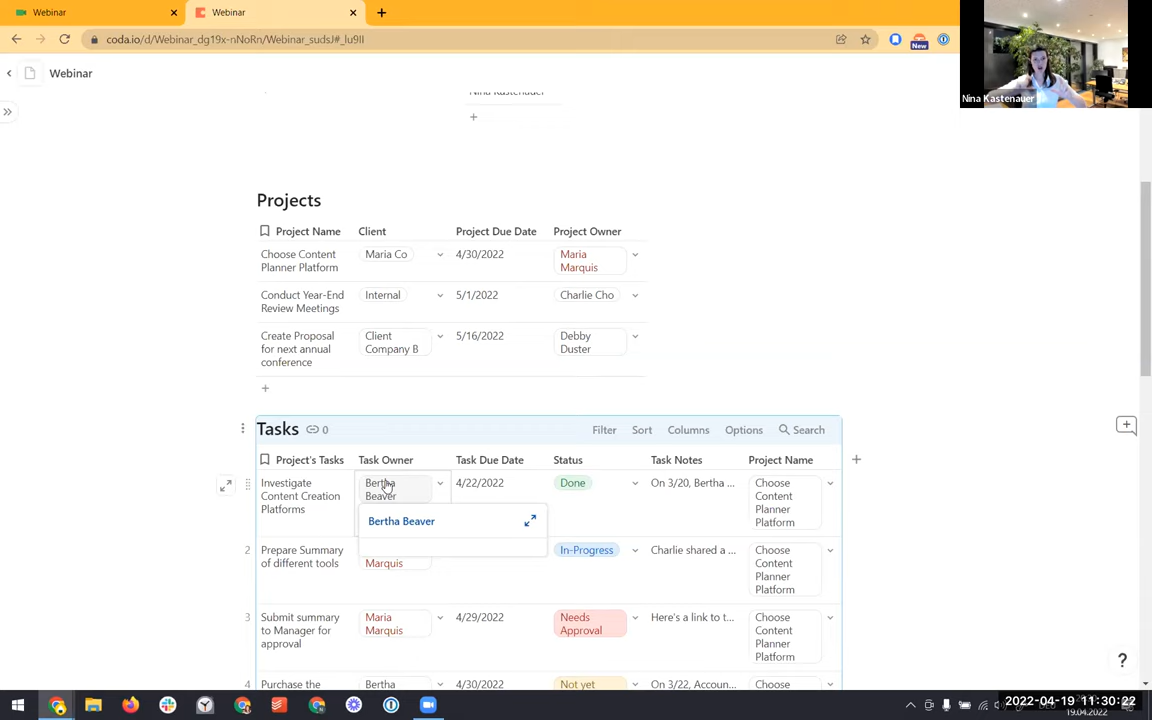 Webinar
Webinar
coda.io/d/Webinar_dg19x-nNoRn/Webinar_sudsJ#_lu9II
New
Nina Kastenauer
Webinar
Nina Kastenauer
Projects
Project Name Client Project Due Date Project Owner
Choose Content
Planner Platform
Maria Co
4/30/2022
Maria
Marquis
Conduct Year-End
Review Meetings
Internal
5/1/2022
Charlie Cho
Create Proposal
for next annual
conference
Client
Company B
5/16/2022
Debby
Duster
Tasks 0 Filter Sort Columns Options Search
Project's Tasks Task Owner Task Due Date Status Task Notes Project Name
Investigate
Content Creation
Platforms
Bertha
Beaver
4/22/2022
Done
On 3/20, Bertha ...
Choose
Content
Planner
Platform
Bertha Beaver
2
Prepare Summary
of different tools
Marquis
In-Progress
Charlie shared a ...
Choose
Content
Planner
Platform
3
Submit summary
to Manager for
approval
Maria
Marquis
4/29/2022
Needs
Approval
Here's a link to t...
Choose
Content
Planner
Platform
4
Purchase the
Bertha
4/30/2022
Not yet
On 3/22, Accoun...
Choose
?
2022-04-19 11:30:22
19.04.2022